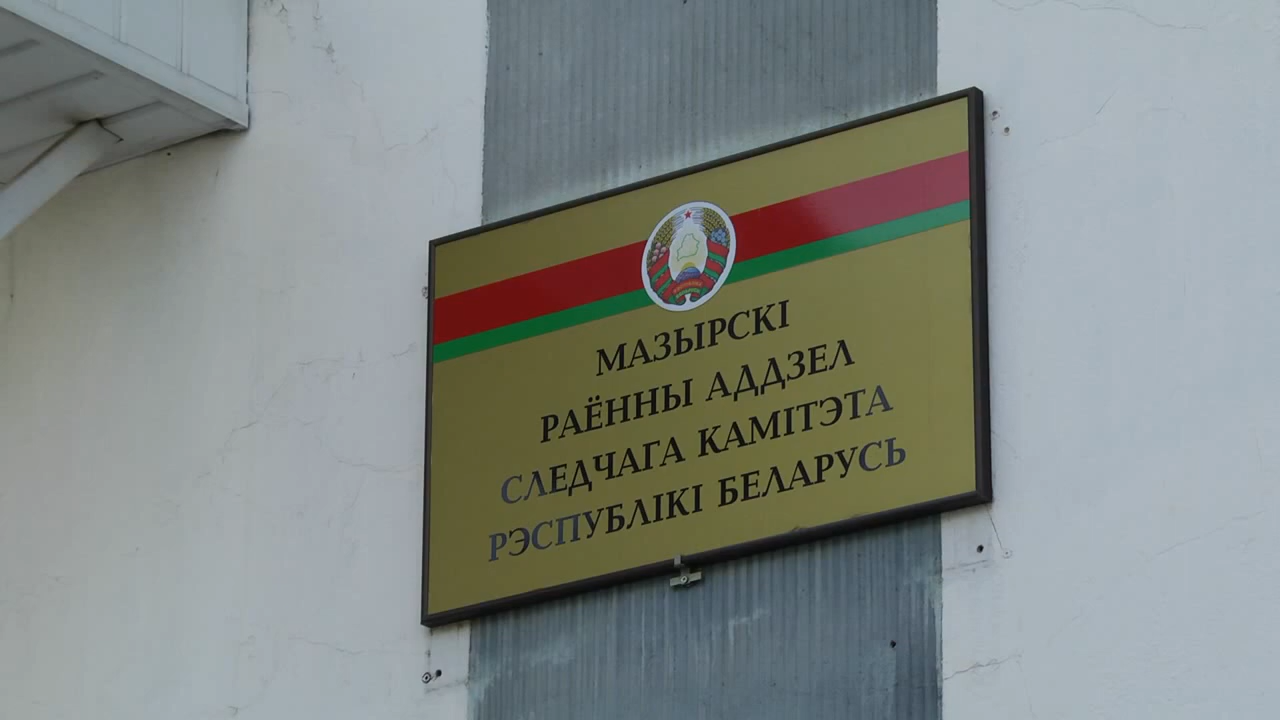 МАЗЫРСКІ
РАЁННЫ АДДЗЕЛ
СЛЕДЧАГА КАМІТЭТА
РЭСПУБЛІКІ БЕЛАРУСЬ